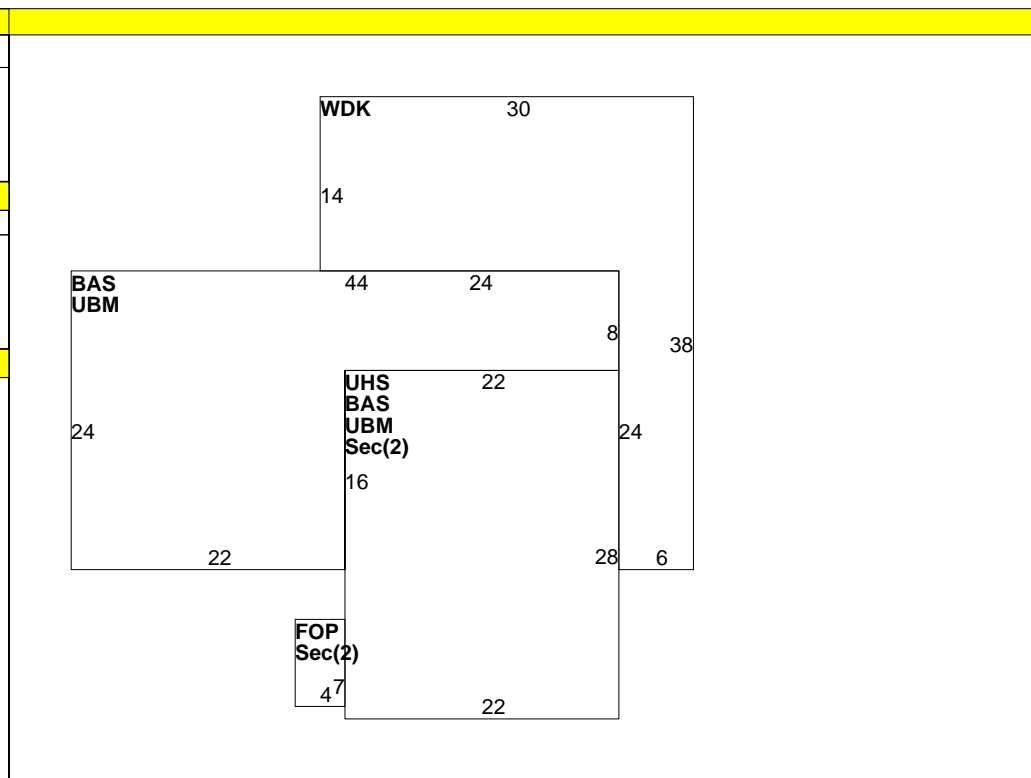 WDK 30
14
BAS 44 24
UBM
8
38
UHS 22
BAS
UBM
Sec(2)
24 24
16
22 28 6
FOP
Sec(2)
4 7
22